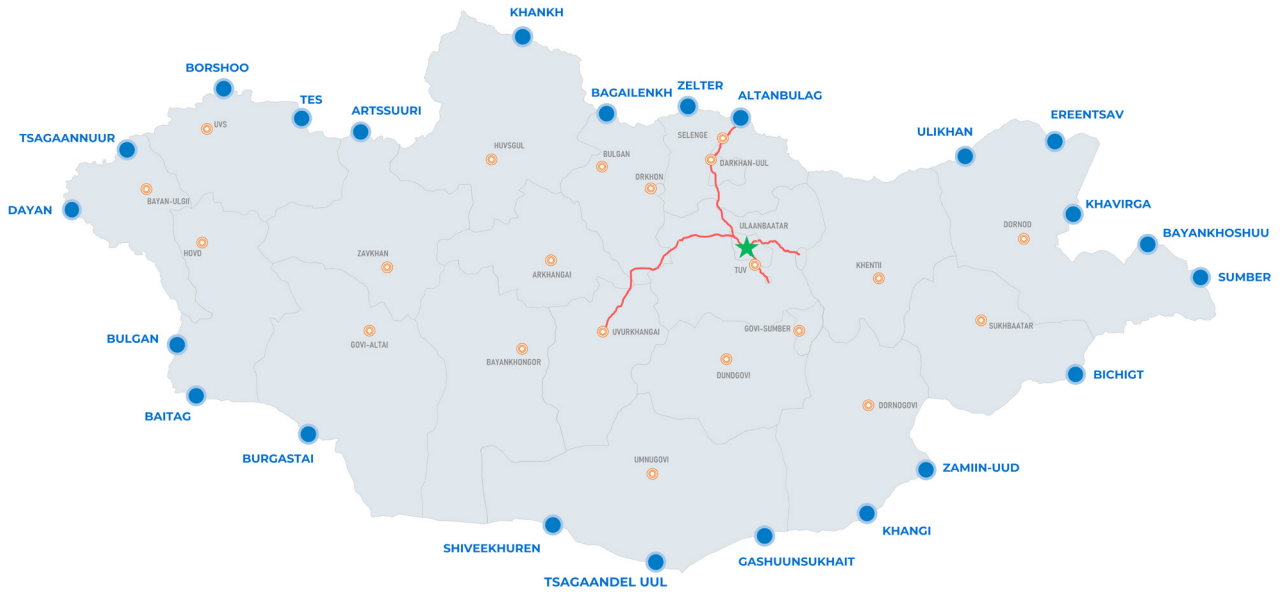 KHANKH
BORSHOO
TES
ARTSSUURI
BAGAILENKH
ZELTER
ALTANBULAG
EREENTSAV
ULIKHAN
TSAGAANNUUR
UVS
SELENGE
DARKHAN-UUL
HUVSGUL
BULGAN
ORKHON
BAYAN-ULGII
DAYAN
KHAVIRGA
BAYANKHOSHUU
HOVD
ZAVKHAN
ARKHANGAI
ULAANBAATAR
TUV
KHENTII
DORNOD
SUMBER
BULGAN
GOVI-ALTAI
BAYANKHONGOR
UVURKHANGAI
GOVI-SUMBER
DUNDGOVI
SUKHBAATAR
BICHIGT
BAITAG
BURGASTAI
DORNOGOVI
UMNUGOVI
ZAMIIN-UUD
KHANGI
SHIVEEKHUREN
GASHUUNSUKHAIT
TSAGAANDEL UUL